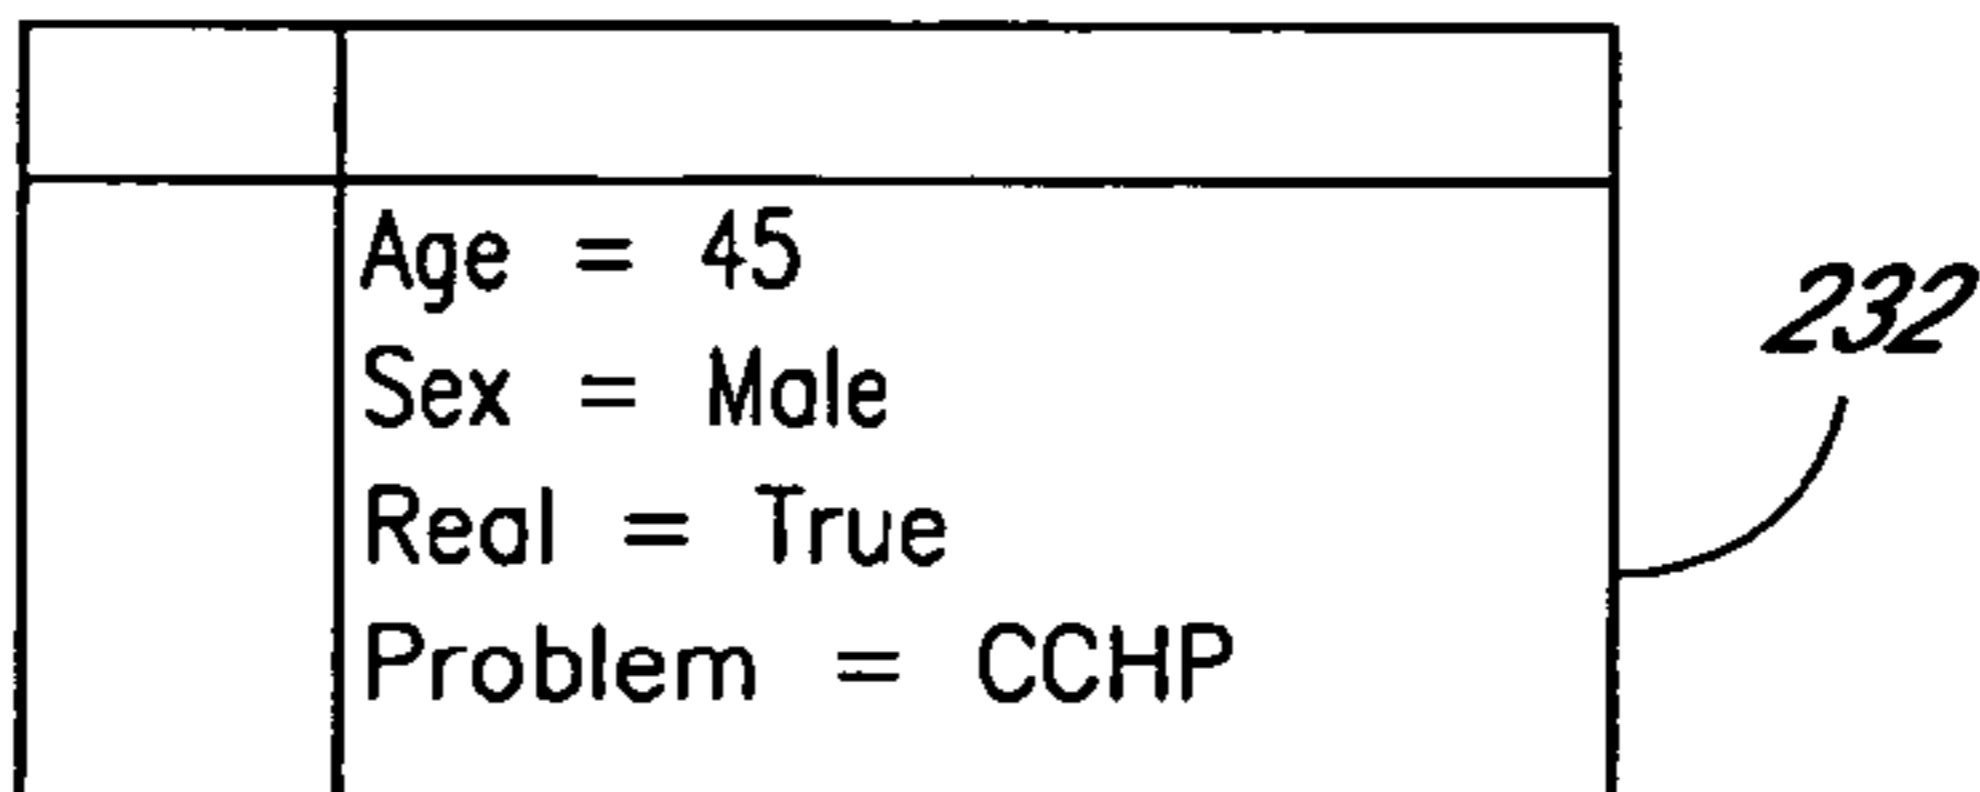 Age = 45
Sex = Male
Real = True
Problem = CCHP
232